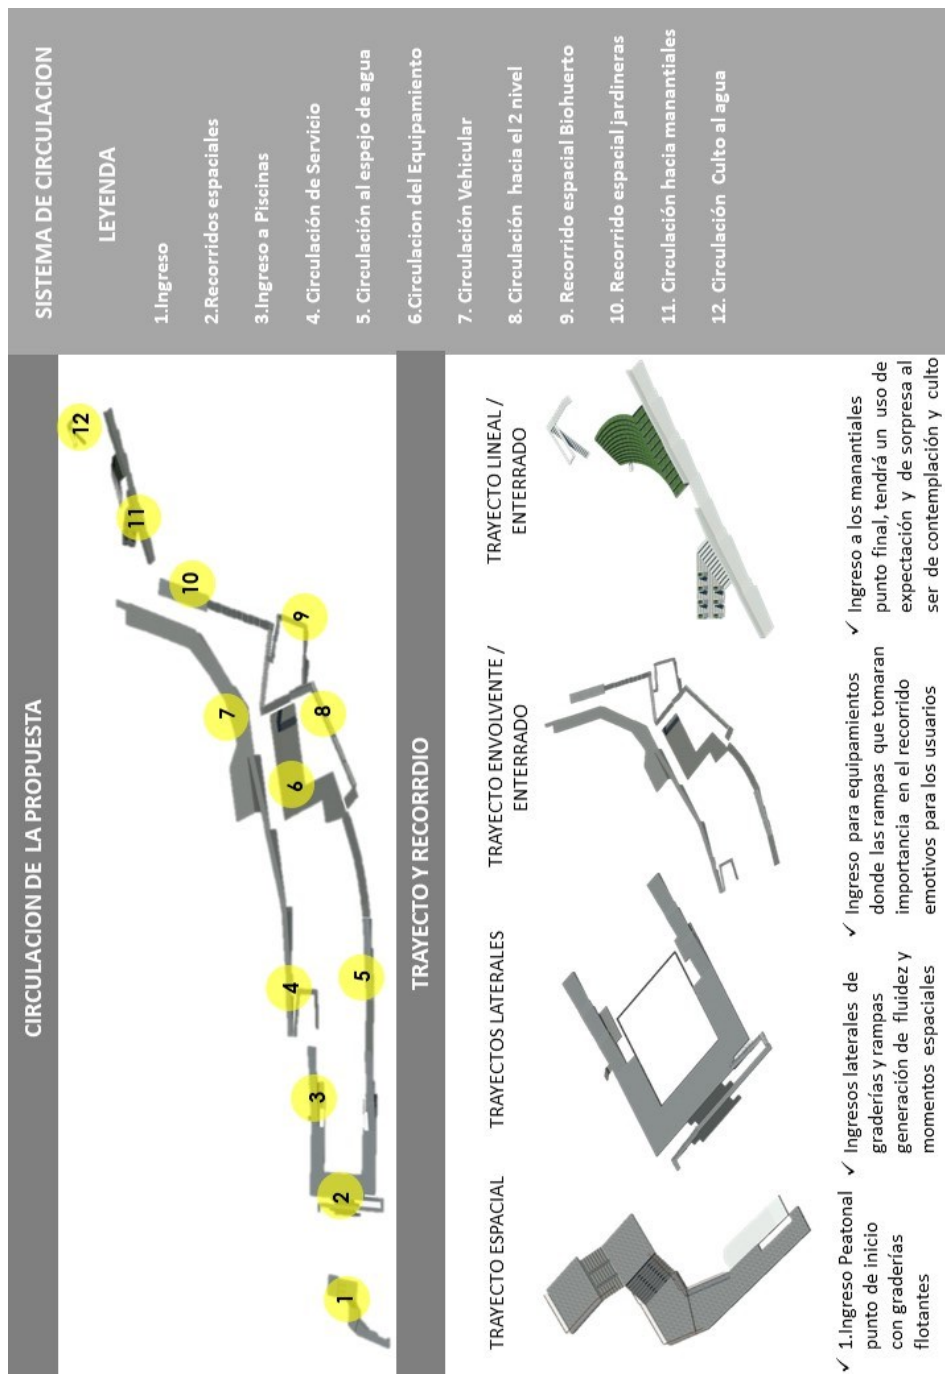 CIRCULACION DE LA PROPUESTA
1
2
3
4
5
6
7
8
9
10
11
12
TRAYECTO Y RECORRDIO
TRAYECTO ESPACIAL
TRAYECTOS LATERALES
TRAYECTO ENVOLVENTE /
ENTERRADO
TRAYECTO LINEAL /
ENTERRADO
✓ 1.Ingreso Peatonal
punto de inicio
con graderías
flotantes
✓ Ingresos laterales de
graderías y rampas
generación de fluidez y
momentos espaciales
✓ Ingreso para equipamientos
donde las rampas que tomaran
importancia en el recorrido
emotivos para los usuarios
✓ Ingreso a los manantiales
punto final, tendrá un uso de
expectación y de sorpresa al
ser de contemplación y culto
SISTEMA DE CIRCULACION
LEYENDA
1.Ingreso
2.Recorridos espaciales
3.Ingreso a Piscinas
4. Circulación de Servicio
5. Circulación al espejo de agua
6.Circulacion del Equipamiento
7. Circulación Vehicular
8. Circulación hacia el 2 nivel
9. Recorrido espacial Biohuerto
10. Recorrido espacial jardineras
11. Circulación hacia manantiales
12. Circulación Culto al agua